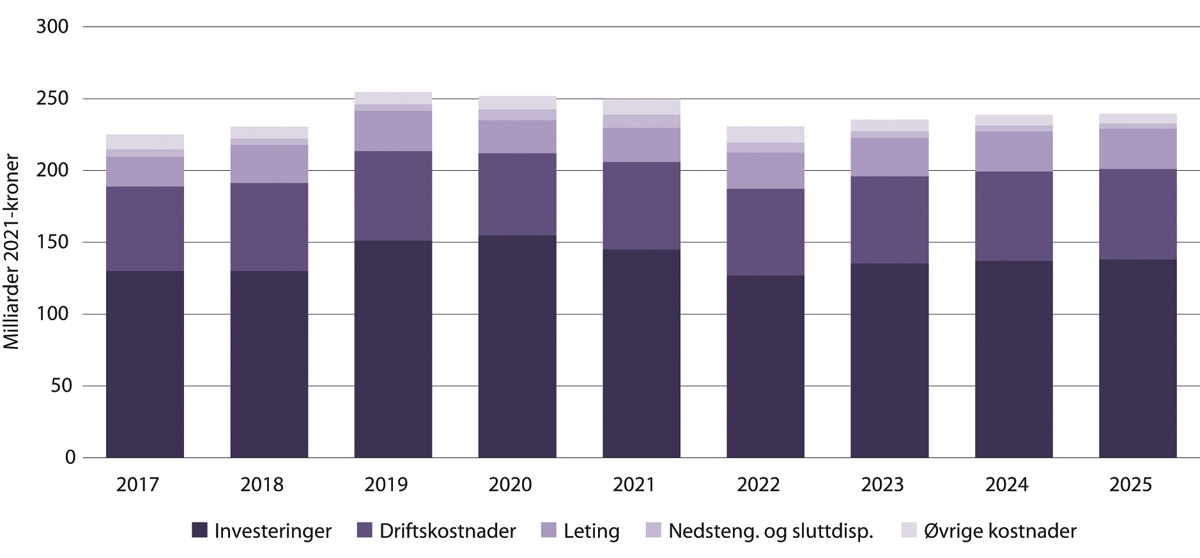 Milliarder 2021-kroner
300
250
200
150
100
50
0
2017 2018 2019 2020 2021 2022 2023 2024 2025
Investeringer Driftskostnader Leting Nedsteng. og sluttdisp. Øvrige kostnader